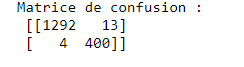 Matrice de confusion :
[[1292   13]
[   4  400]]